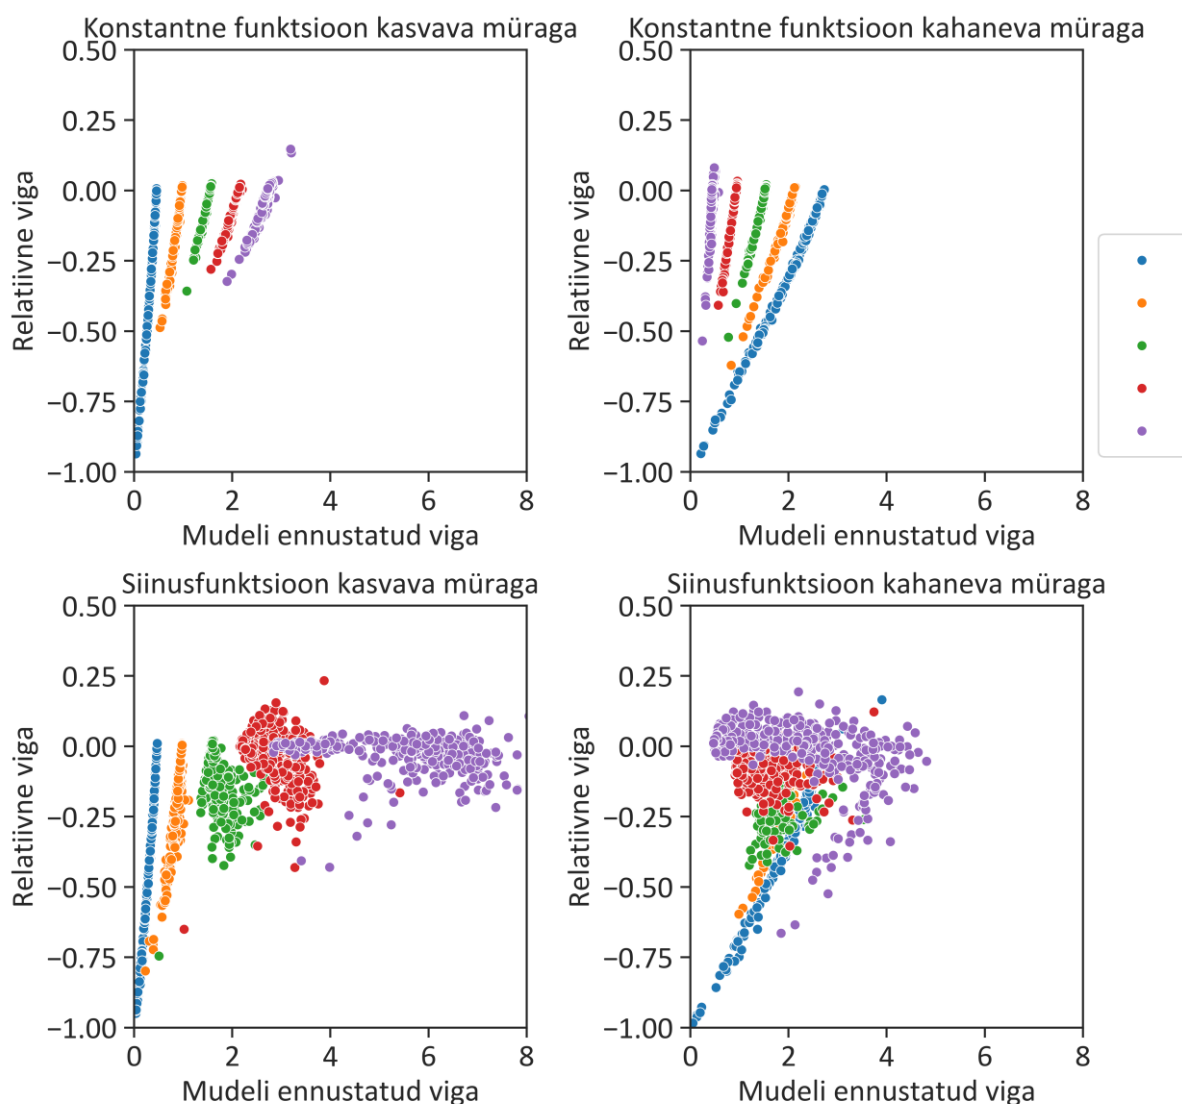 Konstantne funktsioon kasvava müraga
0.50
0.25
0.00
−0.25
−0.50
−0.75
−1.00
Relatiivne viga
0 2 4 6 8
Mudeli ennustatud viga
Konstantne funktsioon kahaneva müraga
0.50
0.25
0.00
−0.25
−0.50
−0.75
−1.00
Relatiivne viga
0 2 4 6 8
Mudeli ennustatud viga
Siinusfunktsioon kasvava müraga
0.50
0.25
0.00
−0.25
−0.50
−0.75
−1.00
Relatiivne viga
0 2 4 6 8
Mudeli ennustatud viga
Siinusfunktsioon kahaneva müraga
0.50
0.25
0.00
−0.25
−0.50
−0.75
−1.00
Relatiivne viga
0 2 4 6 8
Mudeli ennustatud viga